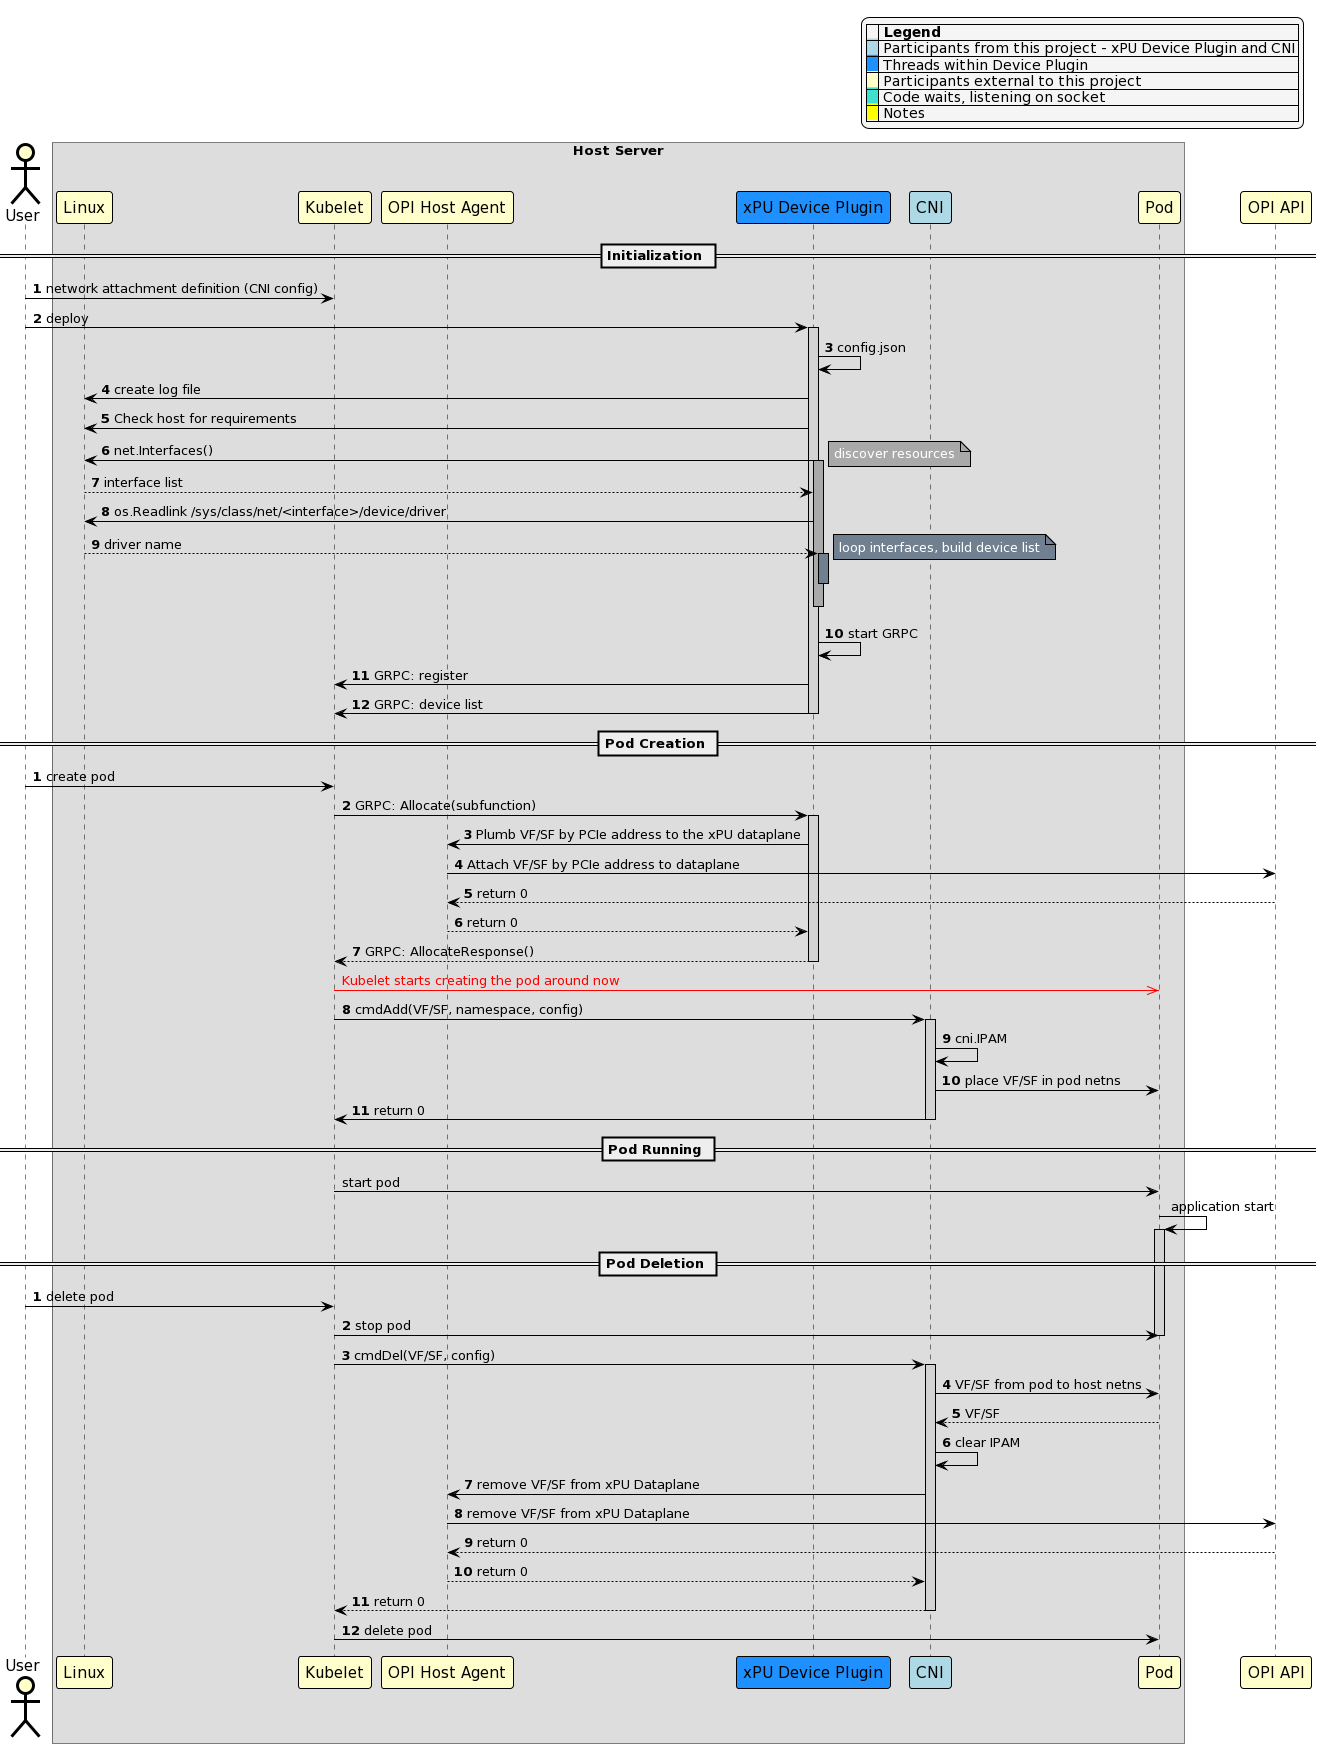 Legend
Participants from this project - xPU Device Plugin and CNI
Threads within Device Plugin
Participants external to this project
Code waits, listening on socket
Notes
Host Server
User
Linux
Kubelet
OPI Host Agent
xPU Device Plugin
CNI
Pod
OPI API
Initialization
1 network attachment definition (CNI config)
2 deploy
3 config.json
4 create log file
5 Check host for requirements
6 net.Interfaces()
discover resources
7 interface list
8 os.Readlink /sys/class/net/<interface>/device/driver
9 driver name
loop interfaces, build device list
10 start GRPC
11 GRPC: register
12 GRPC: device list
Pod Creation
1 create pod
2 GRPC: Allocate(subfunction)
3 Plumb VF/SF by PCIe address to the xPU dataplane
4 Attach VF/SF by PCIe address to dataplane
5 return 0
6 return 0
7 GRPC: AllocateResponse()
Kubelet starts creating the pod around now
8 cmdAdd(VF/SF, namespace, config)
9 cni.IPAM
10 place VF/SF in pod netns
11 return 0
Pod Running
start pod
application start
Pod Deletion
1 delete pod
2 stop pod
3 cmdDel(VF/SF, config)
4 VF/SF from pod to host netns
5 VF/SF
6 clear IPAM
7 remove VF/SF from xPU Dataplane
8 remove VF/SF from xPU Dataplane
9 return 0
10 return 0
11 return 0
12 delete pod
User
Linux
Kubelet
OPI Host Agent
xPU Device Plugin
CNI
Pod
OPI API